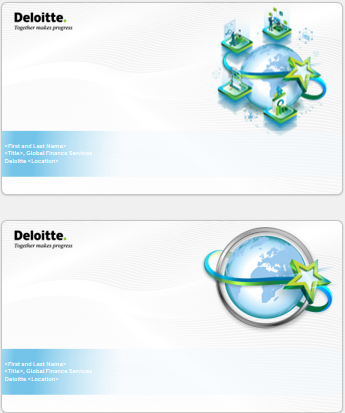 Deloitte.
Together makes progress
<First and Last Name>
<Title>, Global Finance Services
Deloitte <Location>
Deloitte.
Together makes progress
<First and Last Name>
<Title>, Global Finance Services
Deloitte <Location>